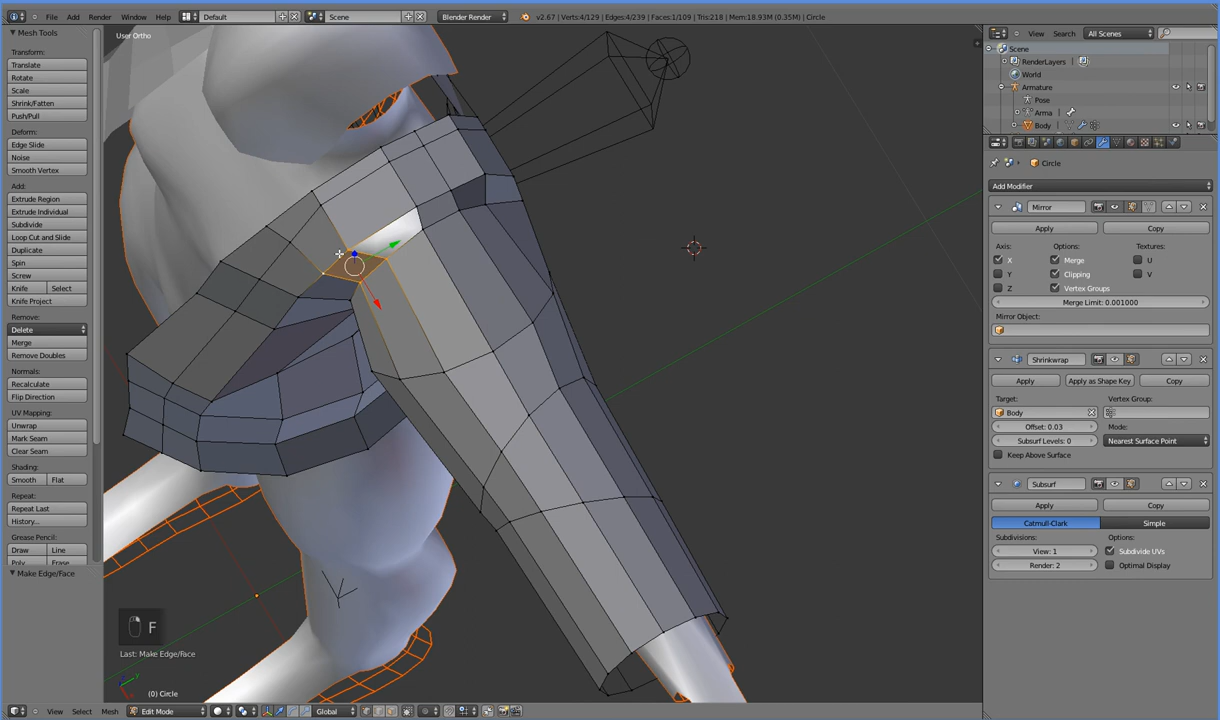 File Add Render Window Help Default Scene Blender Render v2.67 | Verts:4/129 | Edges:4/239 | Faces:1/109 | Tris:218 | Mem:18.93M (0.35M) | Circle
Mesh Tools
Transform:
Translate
Rotate
Scale
Shrink/Fatten
Push/Pull
Deform:
Edge Slide
Noise
Smooth Vertex
Add:
Extrude Region
Extrude Individual
Subdivide
Loop Cut and Slide
Duplicate
Spin
Screw
Knife Select
Knife Project
Remove:
Delete
Merge
Remove Doubles
Normals:
Recalculate
Flip Direction
UV Mapping:
Unwrap
Mark Seam
Clear Seam
Shading:
Smooth Flat
Repeat:
Repeat Last
History...
Grease Pencil:
Draw Line
Poly Erase
Make Edge/Face
User Ortho
F
Last: Make Edge/Face
(0) Circle
View Select Mesh Edit Mode Global
View Search All Scenes
Scene
RenderLayers |
World
Armature
Pose
Arma |
Body |
Circle
Add Modifier
Mirror
Apply Copy
Axis: Options: Textures:
X Merge U
Y Clipping V
Z Vertex Groups
Merge Limit: 0.001000
Mirror Object:
Shrinkwrap
Apply Apply as Shape Key Copy
Target: Vertex Group:
Body
Offset: 0.03 Mode:
Subsurf Levels: 0 Nearest Surface Point
Keep Above Surface
Subsurf
Apply Copy
Catmull-Clark Simple
Subdivisions: Options:
View: 1 Subdivide UVs
Render: 2 Optimal Display